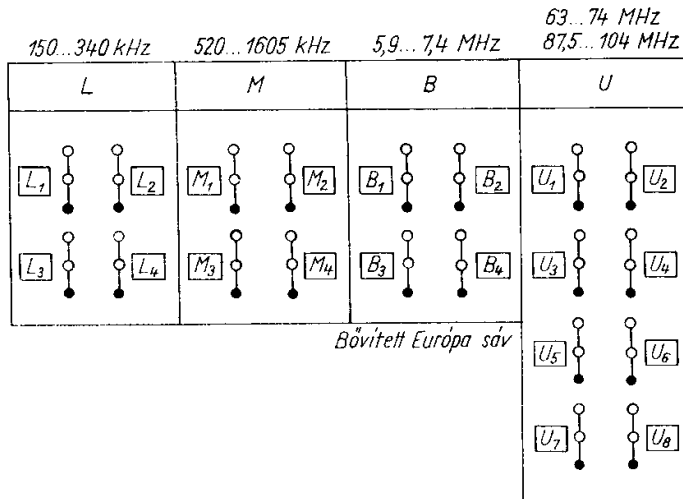 63...74 MHz
150...340 kHz 520...1605 kHz 5,9...7,4 MHz 87,5...104 MHz
L M B U
L1 L2 M1 M2 B1 B2 U1 U2
L3 L4 M3 M4 B3 B4 U3 U4
Bővített Európa sáv
U5 U6
U7 U8